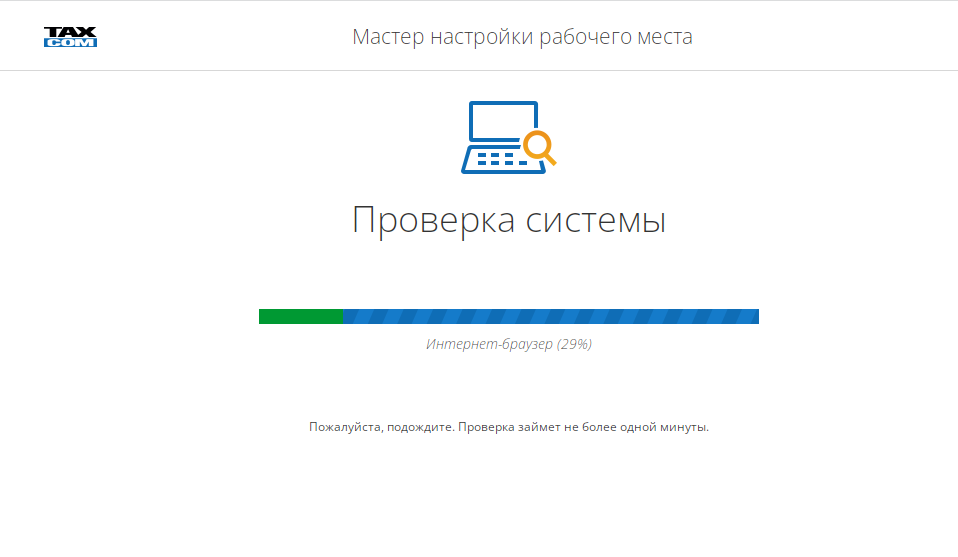 TAX
COM
Мастер настройки рабочего места
Проверка системы
Интернет-браузер (29%)
Пожалуйста, подождите. Проверка займет не более одной минуты.